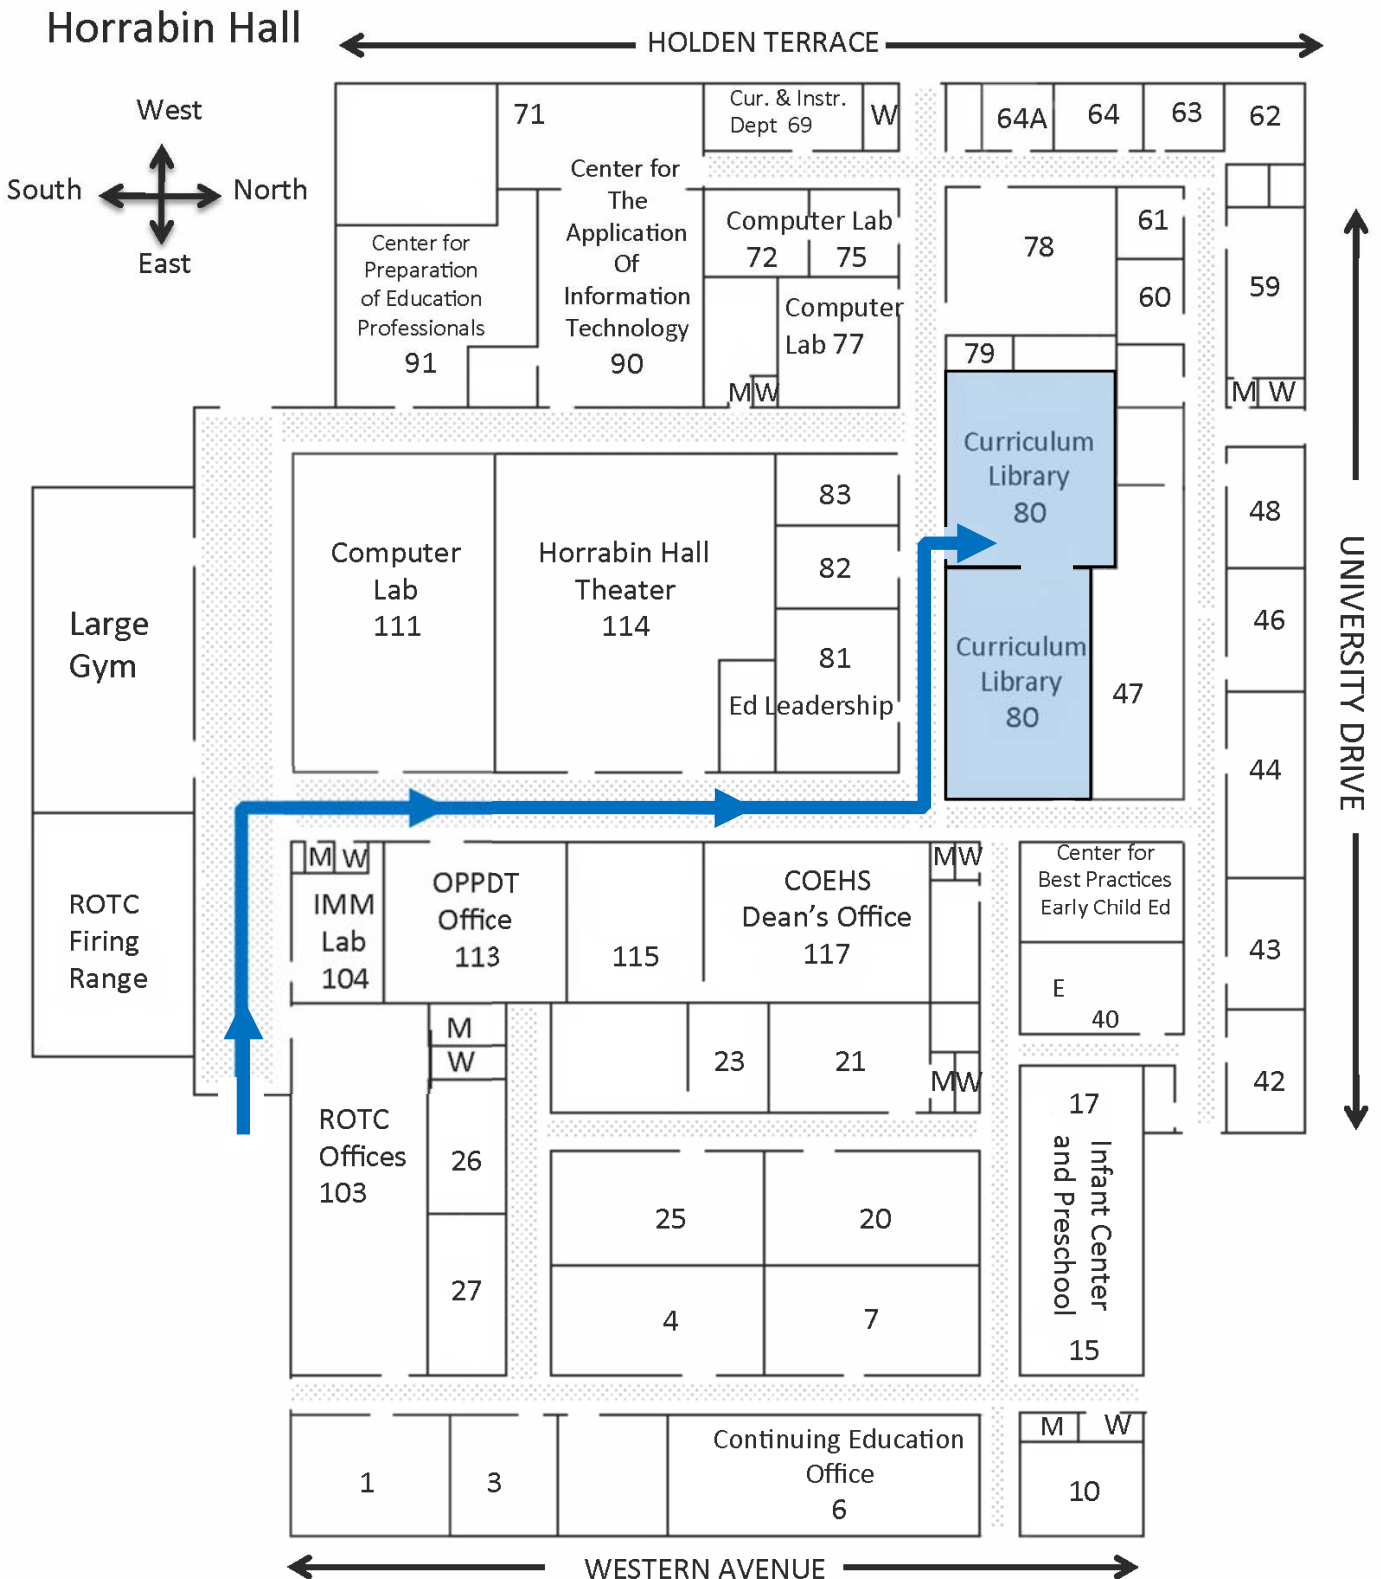 Horrabin Hall
HOLDEN TERRACE
West
South
North
East
71
Cur. & Instr.
Dept 69
W
64A
64
63
62
Center for
The
Application
Of
Information
Technology
90
Computer Lab
72
75
78
61
60
59
Center for
Preparation
of Education
Professionals
91
Computer
Lab 77
M
W
79
M
W
Curriculum
Library
80
48
Large
Gym
Computer
Lab
111
Horrabin Hall
Theater
114
83
82
81
Ed Leadership
Curriculum
Library
80
47
46
44
UNIVERSITY DRIVE
ROTC
Firing
Range
M
W
IMM
Lab
104
OPPDT
Office
113
115
COEHS
Dean's Office
117
M
W
Center for
Best Practices
Early Child Ed
E
40
43
42
M
W
23
21
M
W
ROTC
Offices
103
26
27
25
20
4
7
17
Infant Center
and Preschool
15
1
3
Continuing Education
Office
6
M
W
10
WESTERN AVENUE